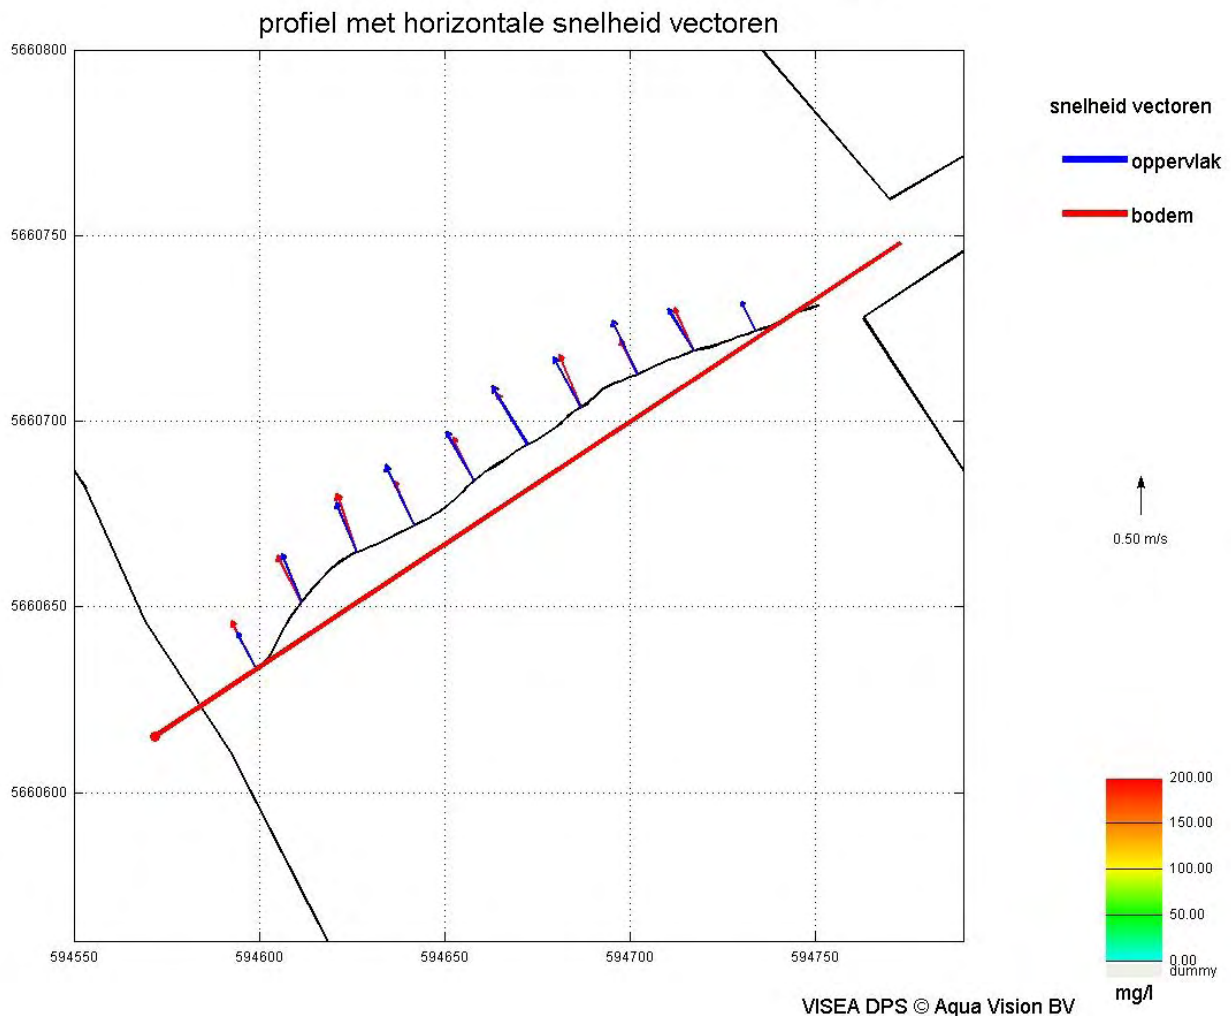 profiel met horizontale snelheid vectoren
5660800
5660750
5660700
5660650
5660600
594550 594600 594650 594700 594750
snelheid vectoren
oppervlak
bodem
0.50 m/s
200.00
150.00
100.00
50.00
0.00
dummy
mg/l
VISEA DPS © Aqua Vision BV